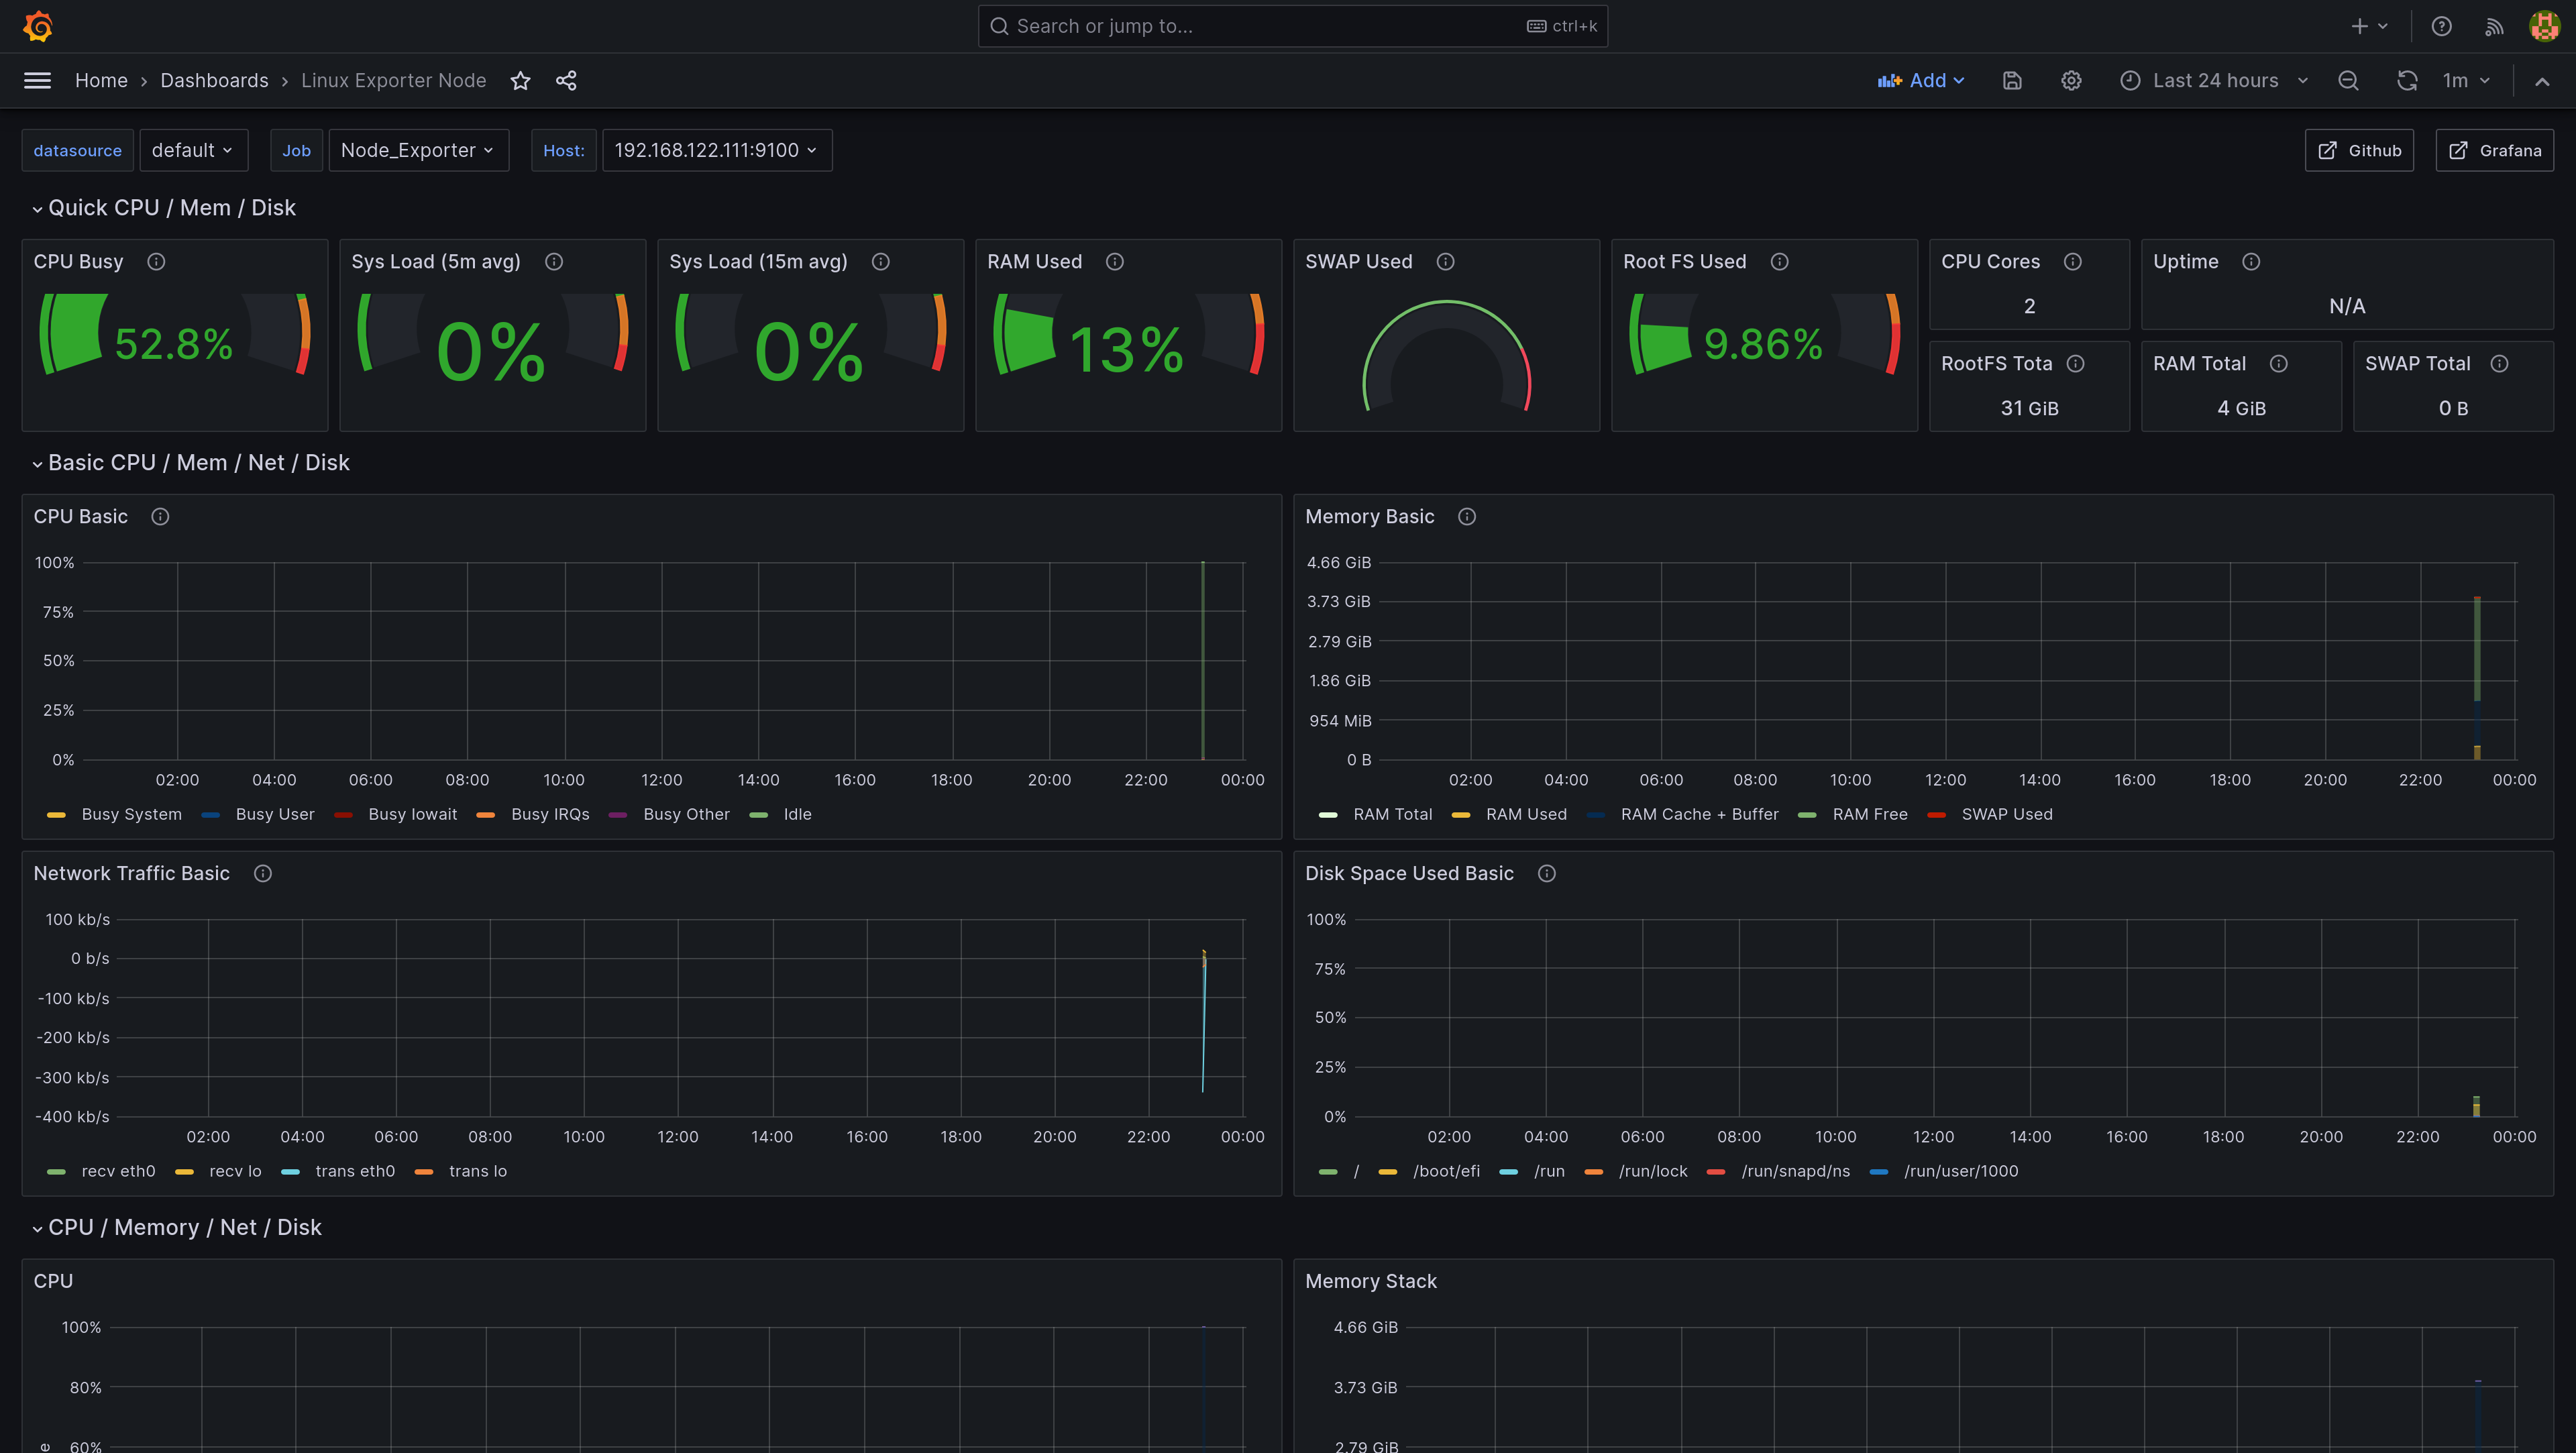 Search or jump to... ctrl+k
Home › Dashboards › Linux Exporter Node Add Last 24 hours 1m
datasource default Job Node_Exporter Host: 192.168.122.111:9100 Github Grafana
Quick CPU / Mem / Disk
CPU Busy Sys Load (5m avg) Sys Load (15m avg) RAM Used SWAP Used Root FS Used CPU Cores Uptime
52.8% 0% 0% 13% 9.86% 2 N/A
RootFS Tota RAM Total SWAP Total
31 GiB 4 GiB 0 B
Basic CPU / Mem / Net / Disk
CPU Basic
100%
75%
50%
25%
0%
02:00 04:00 06:00 08:00 10:00 12:00 14:00 16:00 18:00 20:00 22:00 00:00
Busy System Busy User Busy Iowait Busy IRQs Busy Other Idle
Memory Basic
4.66 GiB
3.73 GiB
2.79 GiB
1.86 GiB
954 MiB
0 B
02:00 04:00 06:00 08:00 10:00 12:00 14:00 16:00 18:00 20:00 22:00 00:00
RAM Total RAM Used RAM Cache + Buffer RAM Free SWAP Used
Network Traffic Basic
100 kb/s
0 b/s
-100 kb/s
-200 kb/s
-300 kb/s
-400 kb/s
02:00 04:00 06:00 08:00 10:00 12:00 14:00 16:00 18:00 20:00 22:00 00:00
recv eth0 recv lo trans eth0 trans lo
Disk Space Used Basic
100%
75%
50%
25%
0%
02:00 04:00 06:00 08:00 10:00 12:00 14:00 16:00 18:00 20:00 22:00 00:00
/ /boot/efi /run /run/lock /run/snapd/ns /run/user/1000
CPU / Memory / Net / Disk
CPU
100%
80%
60%
e
Memory Stack
4.66 GiB
3.73 GiB
2.79 GiB